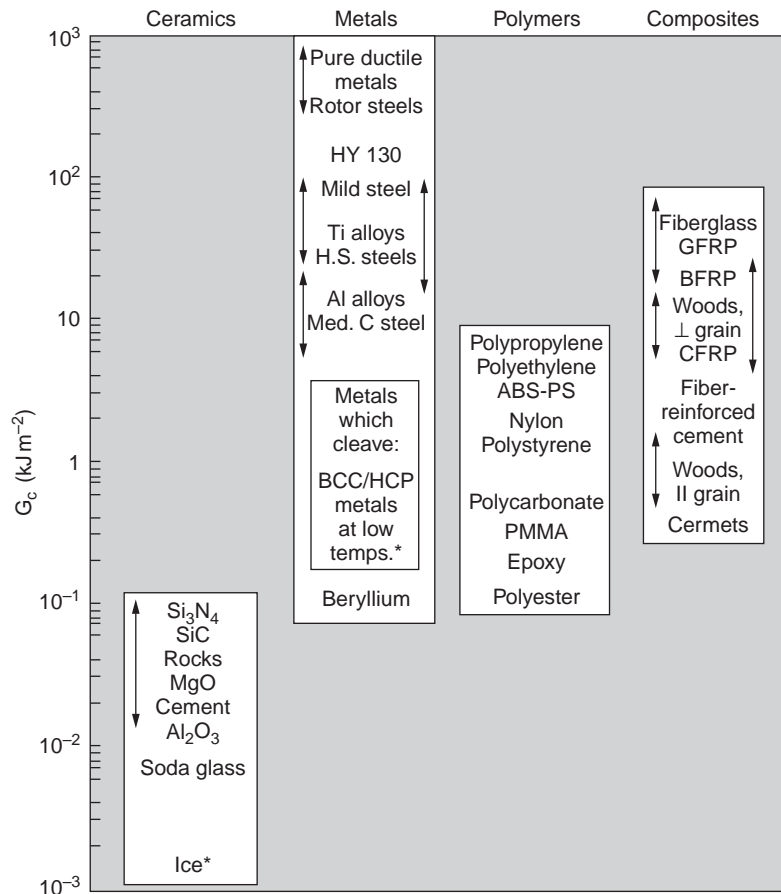 Ceramics
Metals
Polymers
Composites
G_c (kJ m⁻²)
10³
10²
10
1
10⁻¹
10⁻²
10⁻³
Si₃N₄
SiC
Rocks
MgO
Cement
Al₂O₃
Soda glass
Ice*
Pure ductile
metals
Rotor steels
HY 130
Mild steel
Ti alloys
H.S. steels
Al alloys
Med. C steel
Metals
which
cleave:
BCC/HCP
metals
at low
temps.*
Beryllium
Polypropylene
Polyethylene
ABS-PS
Nylon
Polystyrene
Polycarbonate
PMMA
Epoxy
Polyester
Fiberglass
GFRP
BFRP
Woods,
⊥ grain
CFRP
Fiber-
reinforced
cement
Woods,
II grain
Cermets